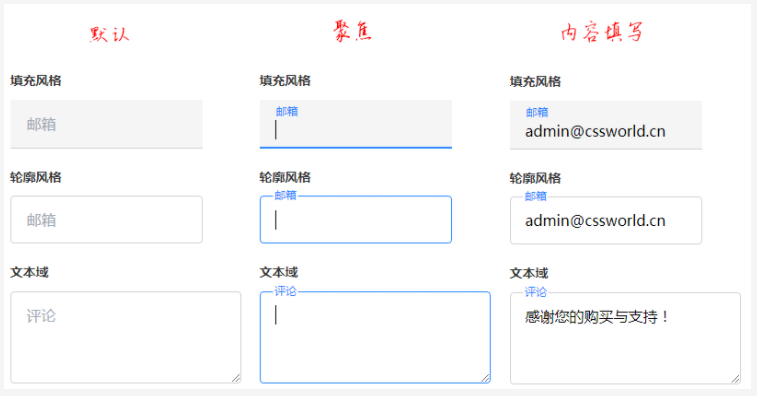 默认 聚焦 内容填写
填充风格 填充风格 填充风格
邮箱 邮箱 邮箱
admin@cssworld.cn
轮廓风格 轮廓风格 轮廓风格
邮箱 邮箱 邮箱
admin@cssworld.cn
文本域 文本域 文本域
评论 评论 评论
感谢您的购买与支持！